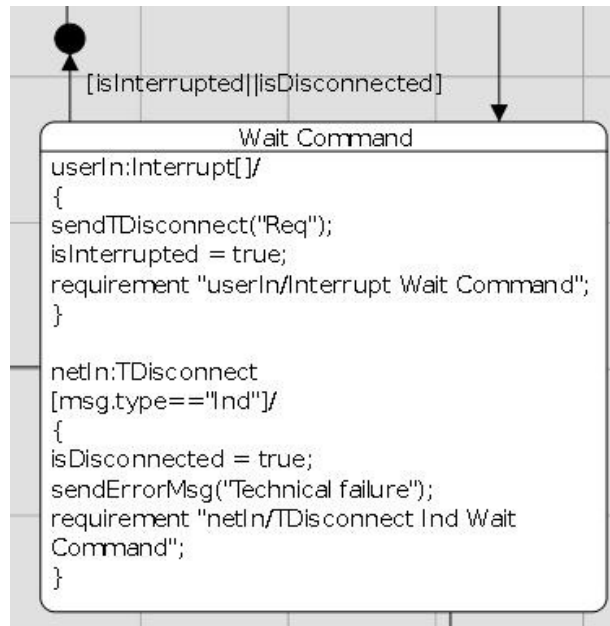 [isInterrupted||isDisconnected]
Wait Command
userIn:Interrupt[]/
{
sendTDisconnect("Req");
isInterrupted = true;
requirement "userIn/Interrupt Wait Command";
}
netIn:TDisconnect
[msg.type=="Ind"]/
{
isDisconnected = true;
sendErrorMsg("Technical failure");
requirement "netIn/TDisconnect Ind Wait
Command";
}